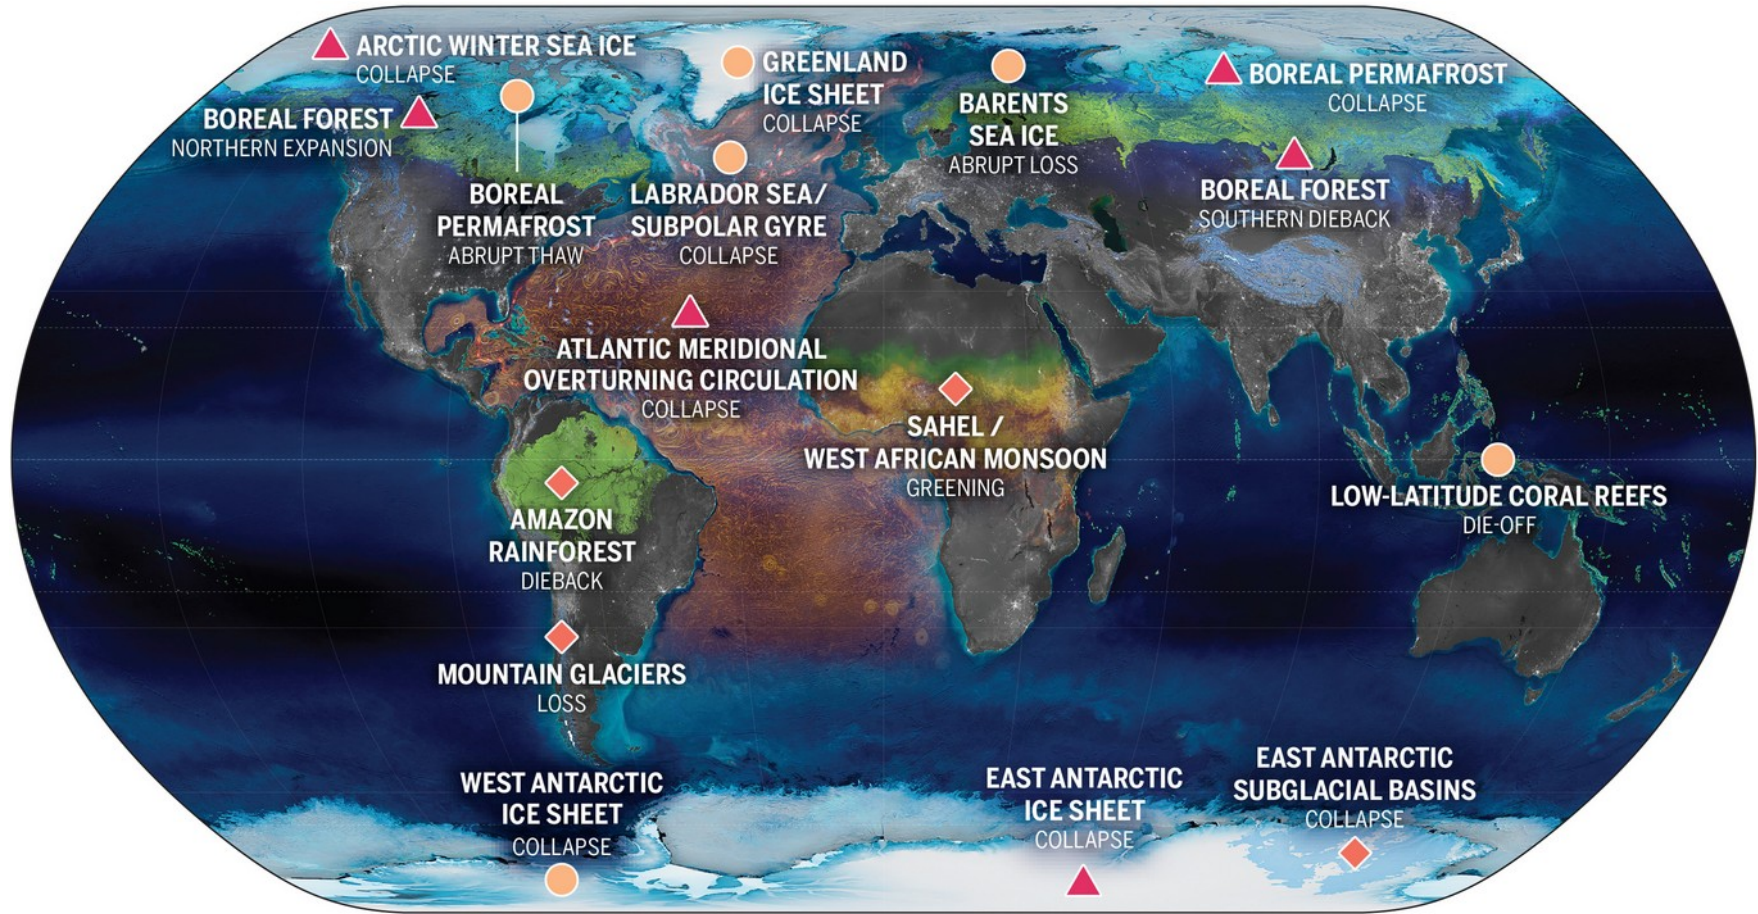 ARCTIC WINTER SEA ICE
COLLAPSE
GREENLAND
ICE SHEET
COLLAPSE
BARENTS
SEA ICE
ABRUPT LOSS
BOREAL PERMAFROST
COLLAPSE
BOREAL FOREST
NORTHERN EXPANSION
BOREAL
PERMAFROST
ABRUPT THAW
LABRADOR SEA/
SUBPOLAR GYRE
COLLAPSE
BOREAL FOREST
SOUTHERN DIEBACK
ATLANTIC MERIDIONAL
OVERTURNING CIRCULATION
COLLAPSE
SAHEL /
WEST AFRICAN MONSOON
GREENING
LOW-LATITUDE CORAL REEFS
DIE-OFF
AMAZON
RAINFOREST
DIEBACK
MOUNTAIN GLACIERS
LOSS
WEST ANTARCTIC
ICE SHEET
COLLAPSE
EAST ANTARCTIC
ICE SHEET
COLLAPSE
EAST ANTARCTIC
SUBGLACIAL BASINS
COLLAPSE